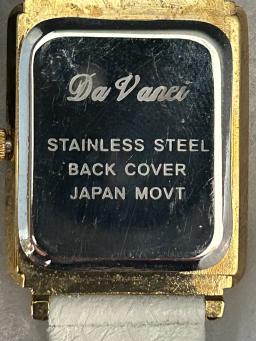 Da Vanci
STAINLESS STEEL
BACK COVER
JAPAN MOVT